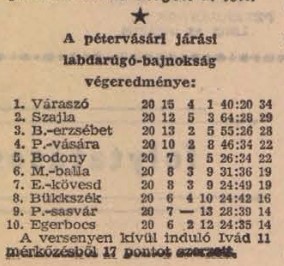 A pétervásári járási
labdarúgó-bajnokság
végeredménye:
1. Váraszó 20 15 4 1 40:20 34
2. Szajla 20 12 5 3 64:28 29
3. B.-erzsébet 20 13 2 5 55:26 28
4. P.-vására 20 10 2 8 46:34 22
5. Bodony 20 7 8 5 26:34 22
6. M.-balla 20 8 3 9 31:36 19
7. E.-kövesd 20 8 3 9 24:49 19
8. Bükkszék 20 6 4 10 24:42 16
9. P.-sasvár 20 7 — 13 28:39 14
10. Egerbocs 20 6 2 12 24:35 14
A versenyen kívül induló Ivád 11
mérkőzésből 17 pontot szerzett.